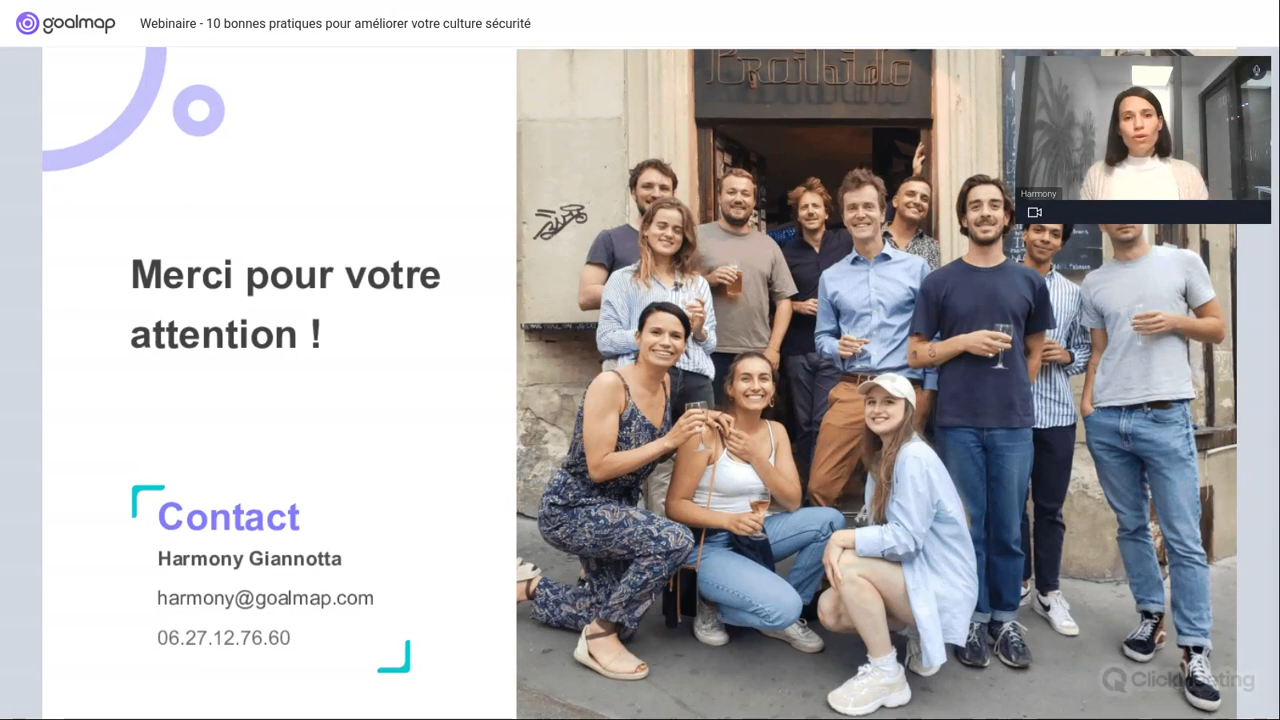 goalmap
Webinaire - 10 bonnes pratiques pour améliorer votre culture sécurité
Harmony
Merci pour votre
attention !
Contact
Harmony Giannotta
harmony@goalmap.com
06.27.12.76.60
ClickMeeting